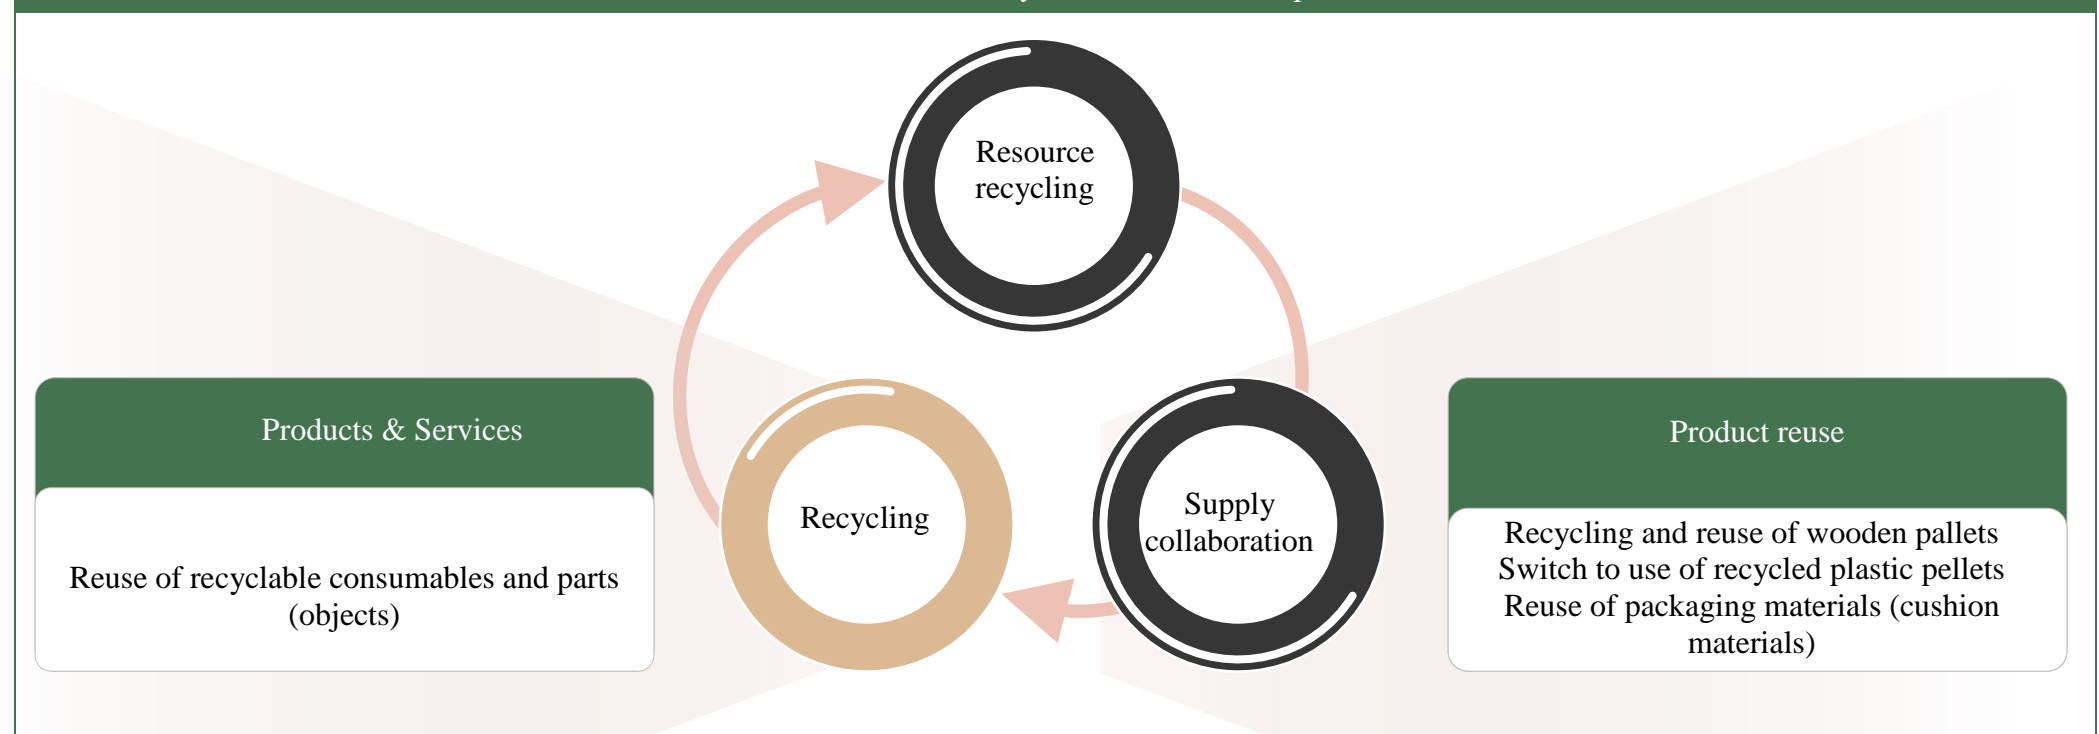 Resource
recycling
Products & Services
Product reuse
Recycling
Supply
collaboration
Reuse of recyclable consumables and parts
(objects)
Recycling and reuse of wooden pallets
Switch to use of recycled plastic pellets
Reuse of packaging materials (cushion
materials)